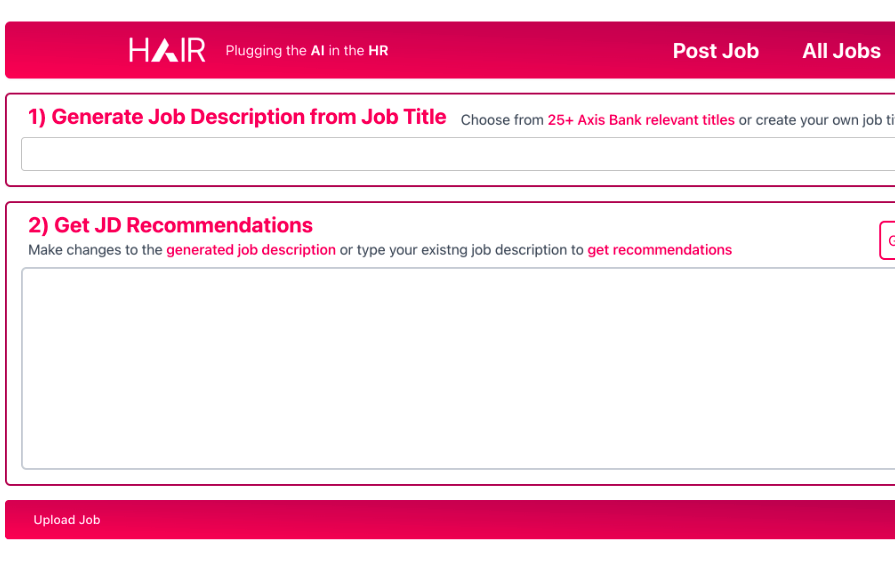 HAIR Plugging the AI in the HR Post Job All Jobs
1) Generate Job Description from Job Title Choose from 25+ Axis Bank relevant titles or create your own job ti
2) Get JD Recommendations
Make changes to the generated job description or type your existng job description to get recommendations
Upload Job